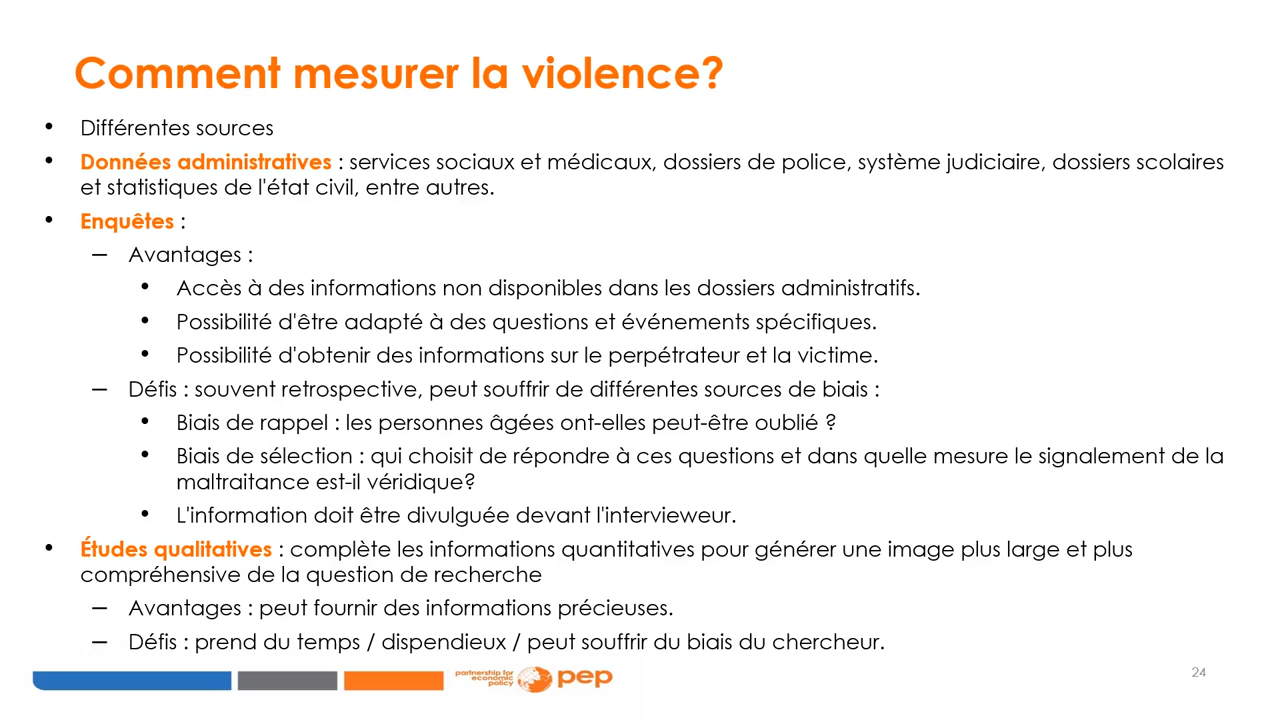 Comment mesurer la violence?
• Différentes sources
• Données administratives : services sociaux et médicaux, dossiers de police, système judiciaire, dossiers scolaires
et statistiques de l'état civil, entre autres.
• Enquêtes :
– Avantages :
• Accès à des informations non disponibles dans les dossiers administratifs.
• Possibilité d'être adapté à des questions et événements spécifiques.
• Possibilité d'obtenir des informations sur le perpétrateur et la victime.
– Défis : souvent retrospective, peut souffrir de différentes sources de biais :
• Biais de rappel : les personnes âgées ont-elles peut-être oublié ?
• Biais de sélection : qui choisit de répondre à ces questions et dans quelle mesure le signalement de la
maltraitance est-il véridique?
• L'information doit être divulguée devant l'intervieweur.
• Études qualitatives : complète les informations quantitatives pour générer une image plus large et plus
compréhensive de la question de recherche
– Avantages : peut fournir des informations précieuses.
– Défis : prend du temps / dispendieux / peut souffrir du biais du chercheur.
partnership for
economic
policy
pep
24